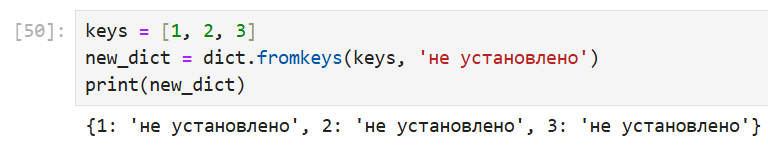 [50]: keys = [1, 2, 3]
new_dict = dict.fromkeys(keys, 'не установлено')
print(new_dict)
{1: 'не установлено', 2: 'не установлено', 3: 'не установлено'}